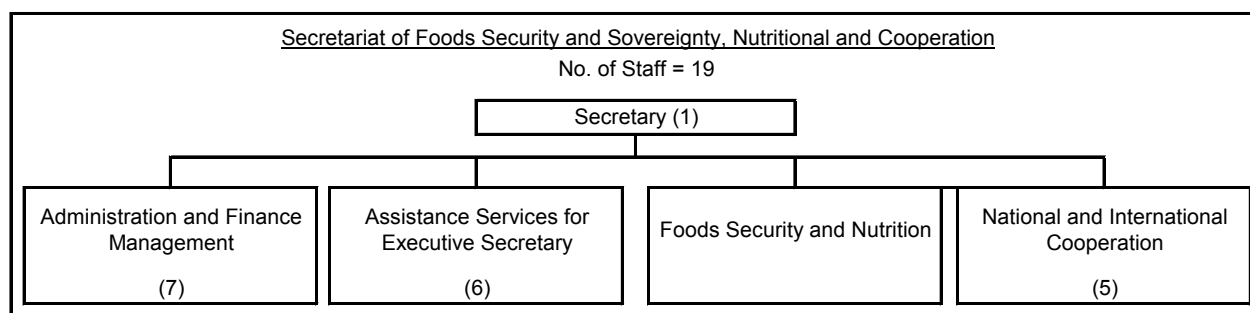 Secretariat of Foods Security and Sovereignty, Nutritional and Cooperation
No. of Staff = 19
Secretary (1)
Administration and Finance
Management
(7)
Assistance Services for
Executive Secretary
(6)
Foods Security and Nutrition
National and International
Cooperation
(5)